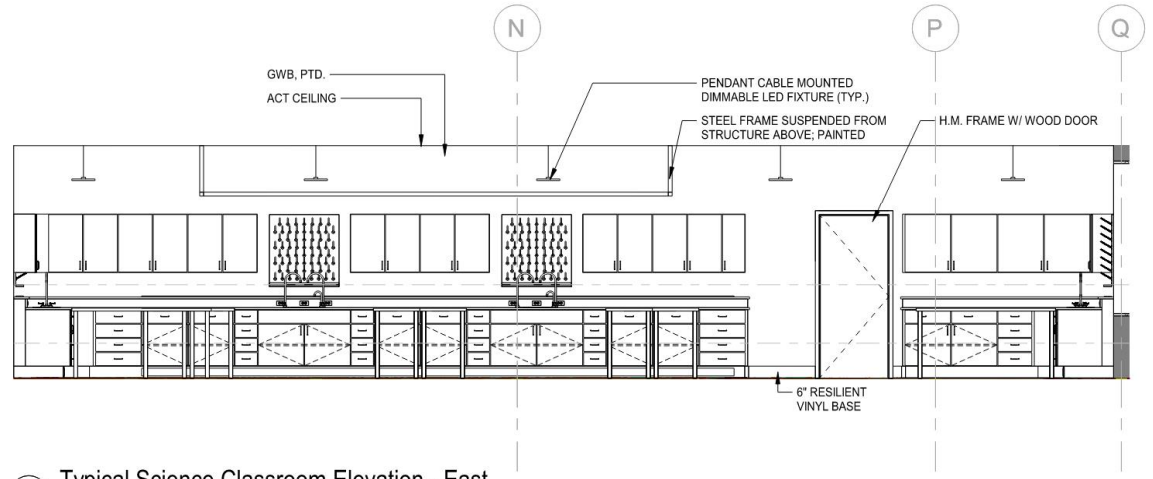 N
P
Q
GWB, PTD.
ACT CEILING
PENDANT CABLE MOUNTED
DIMMABLE LED FIXTURE (TYP.)
STEEL FRAME SUSPENDED FROM
STRUCTURE ABOVE; PAINTED
H.M. FRAME W/ WOOD DOOR
6" RESILIENT
VINYL BASE
Typical Science Classroom Elevation - East